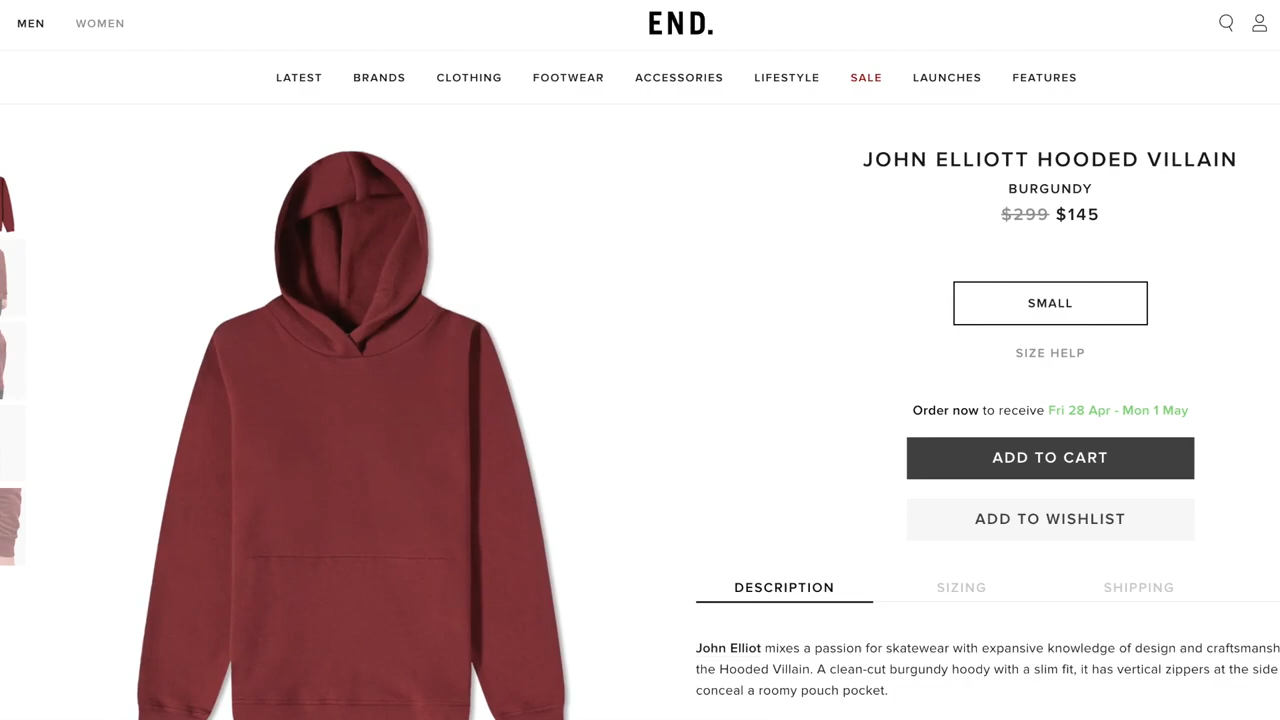 MEN WOMEN END.
LATEST BRANDS CLOTHING FOOTWEAR ACCESSORIES LIFESTYLE SALE LAUNCHES FEATURES
JOHN ELLIOTT HOODED VILLAIN
BURGUNDY
$299 $145
SMALL
SIZE HELP
Order now to receive Fri 28 Apr - Mon 1 May
ADD TO CART
ADD TO WISHLIST
DESCRIPTION SIZING SHIPPING
John Elliot mixes a passion for skatewear with expansive knowledge of design and craftsmansh
the Hooded Villain. A clean-cut burgundy hoody with a slim fit, it has vertical zippers at the side
conceal a roomy pouch pocket.